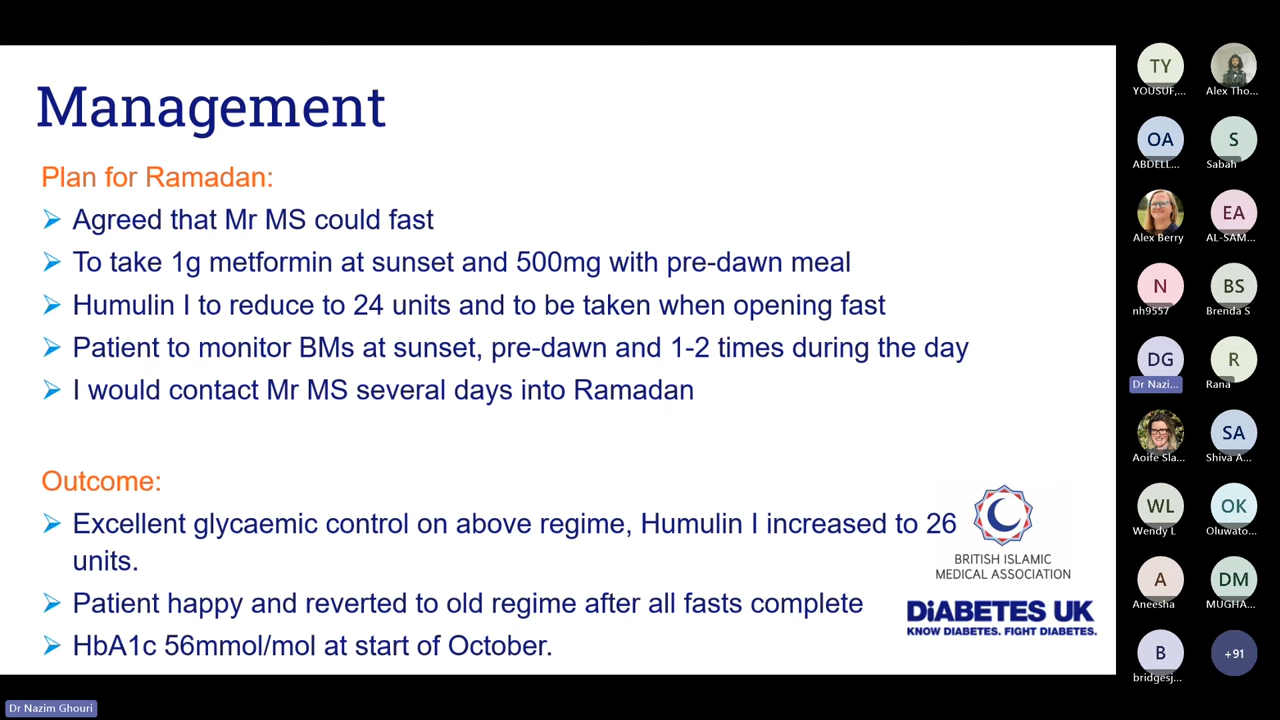 Management
Plan for Ramadan:
Agreed that Mr MS could fast
To take 1g metformin at sunset and 500mg with pre-dawn meal
Humulin I to reduce to 24 units and to be taken when opening fast
Patient to monitor BMs at sunset, pre-dawn and 1-2 times during the day
I would contact Mr MS several days into Ramadan
Outcome:
Excellent glycaemic control on above regime, Humulin I increased to 26
units.
Patient happy and reverted to old regime after all fasts complete
HbA1c 56mmol/mol at start of October.
BRITISH ISLAMIC
MEDICAL ASSOCIATION
DiABETES UK
KNOW DIABETES. FIGHT DIABETES.
TY
YOUSUF,...
Alex Tho...
OA
ABDELL...
S
Sabah
Alex Berry
EA
AL-SAM...
N
nh9557
BS
Brenda S
DG
Dr Nazi...
R
Rana
Aoife Sla...
SA
Shiva A...
WL
Wendy L
OK
Oluwato...
A
Aneesha
DM
MUGHA...
B
bridgesj...
+91
Dr Nazim Ghouri